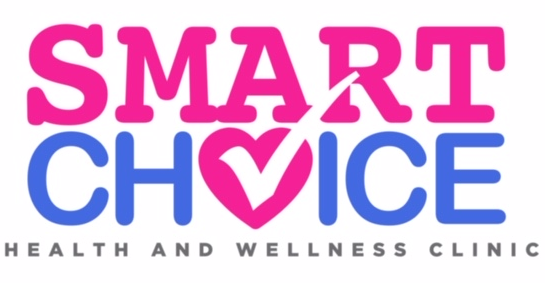 SMART
CHOICE
HEALTH AND WELLNESS CLINIC